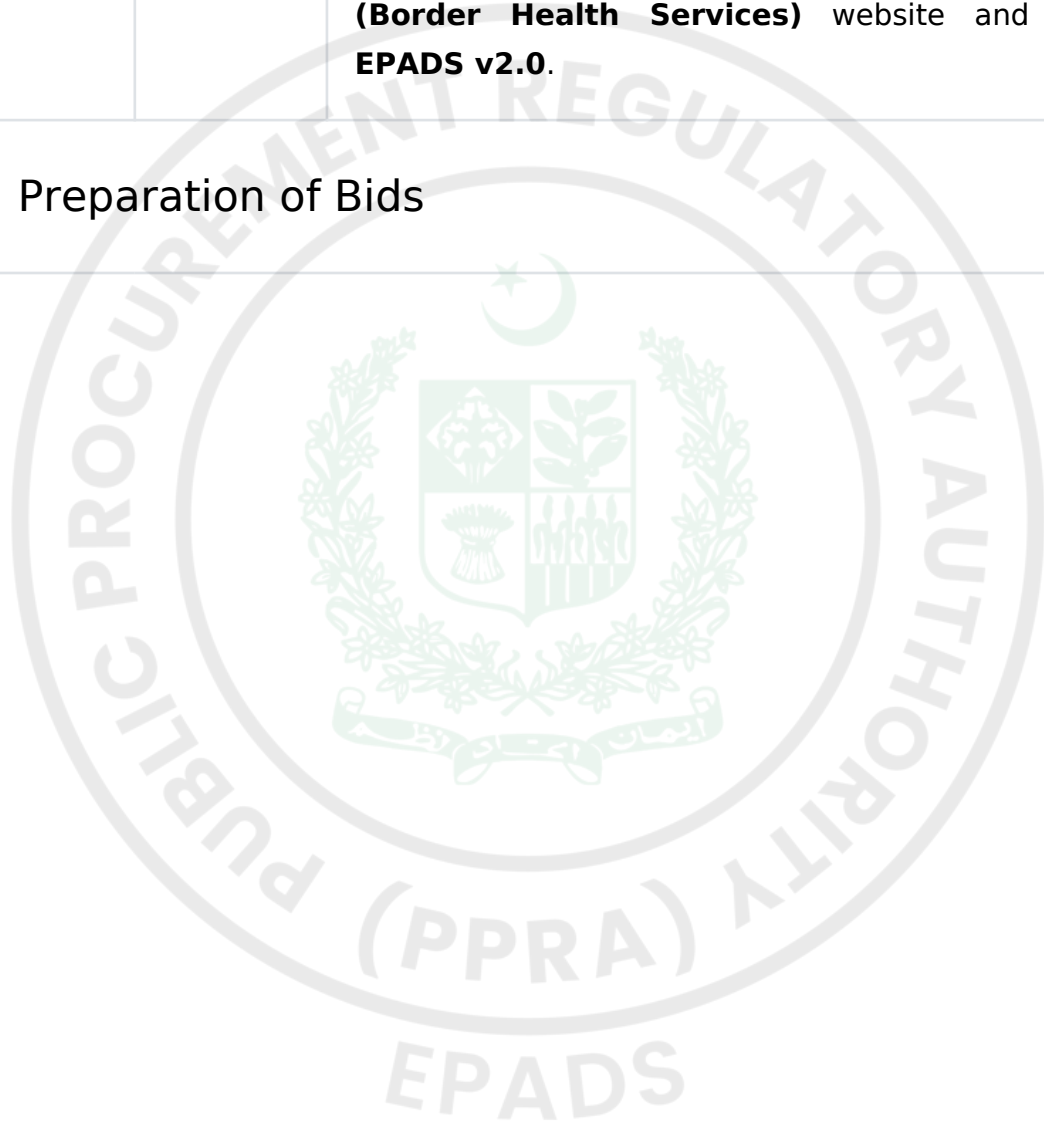 (Border Health Services) website and
EPADS v2.0.
Preparation of Bids
PUBLIC PROCUREMENT REGULATORY AUTHORITY
(PPRA)
EPADS